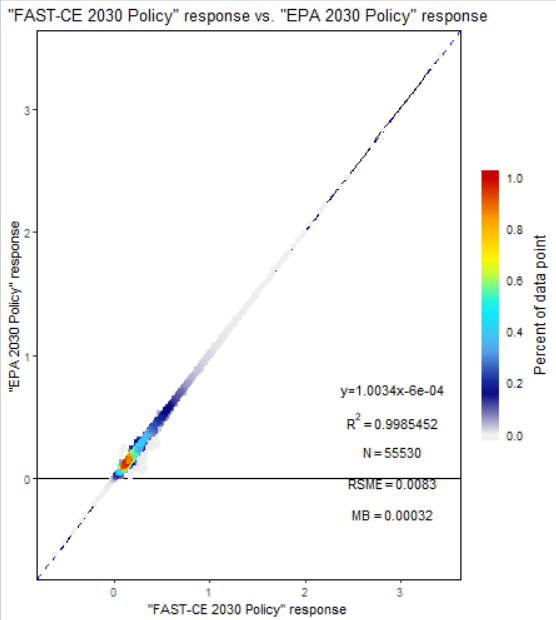 "FAST-CE 2030 Policy" response vs. "EPA 2030 Policy" response
3
2
1
0
"EPA 2030 Policy" response
y=1.0034x-6e-04
R² = 0.9985452
N = 55530
RSME = 0.0083
MB = 0.00032
0
1
2
3
"FAST-CE 2030 Policy" response
1.0
0.8
0.6
0.4
0.2
0.0
Percent of data point